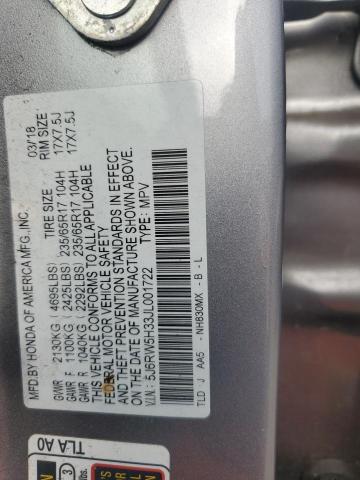 MFD.BY HONDA OF AMERICA MFG.,INC. 03/18
TIRE SIZE RIM SIZE
GVWR 2130KG (4695LBS)
GAWR F 1100KG (2425LBS) 235/65R17 104H 17X7.5J
GAWR R 1040KG (2292LBS) 235/65R17 104H 17X7.5J
THIS VEHICLE CONFORMS TO ALL APPLICABLE
FEDERAL MOTOR VEHICLE SAFETY
AND THEFT PREVENTION STANDARDS IN EFFECT
ON THE DATE OF MANUFACTURE SHOWN ABOVE.
V.I.N: 5J6RW5H33JL001722 TYPE: MPV
TLD J AA5 - NH830MX - B - L
TLA A0
3